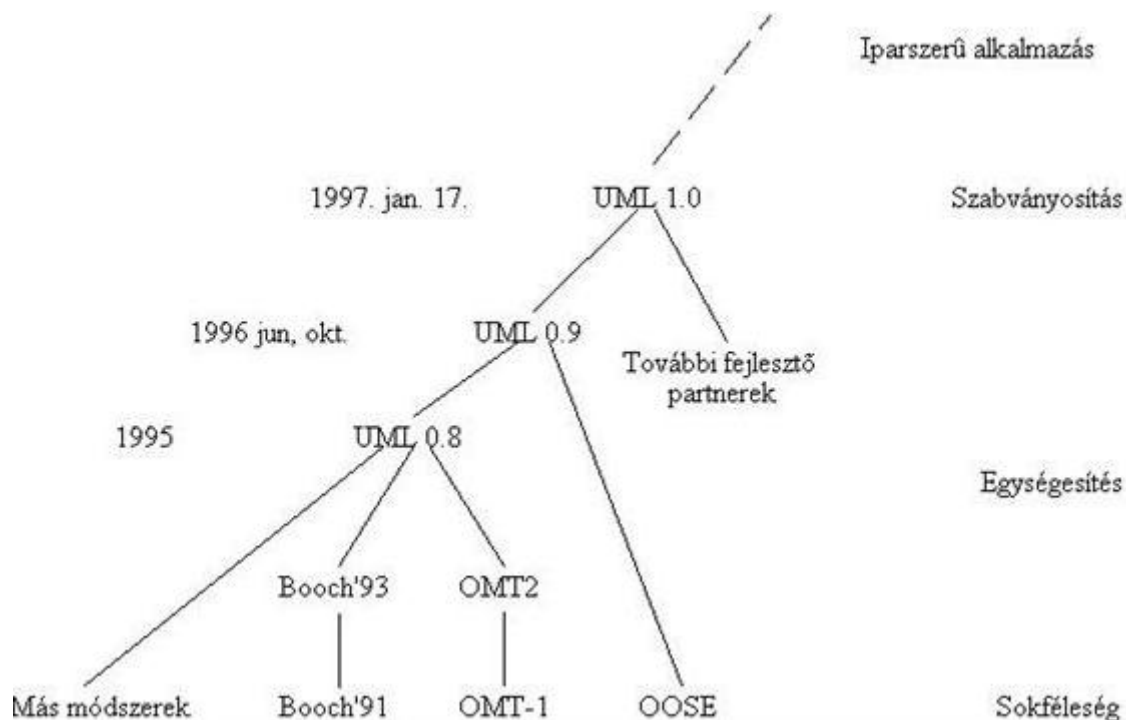 Iparszerû alkalmazás
1997. jan. 17.
UML 1.0
Szabványosítás
1996 jun, okt.
UML 0.9
További fejlesztő
partnerek
1995
UML 0.8
Egységesítés
Booch'93
OMT2
Más módszerek
Booch'91
OMT-1
OOSE
Sokféleség